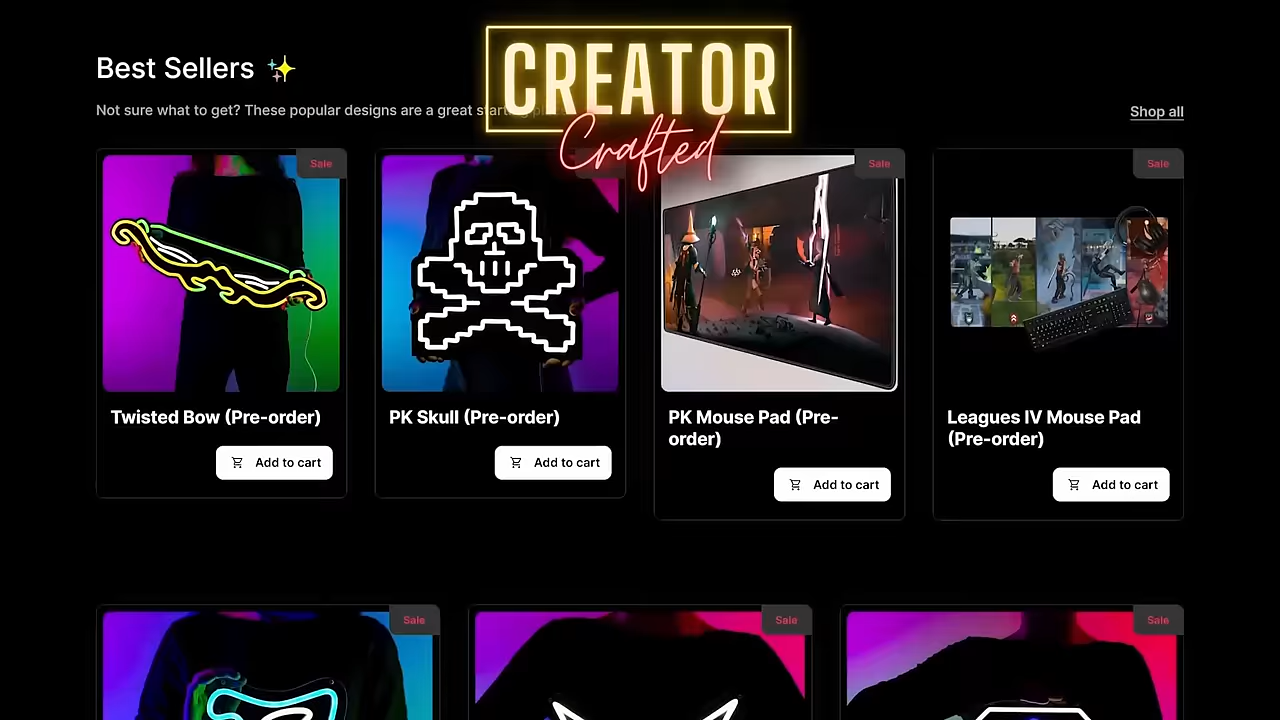 CREATOR
Crafted
Best Sellers ✨
Not sure what to get? These popular designs are a great starting
Shop all
Sale
Sale
Sale
Twisted Bow (Pre-order)
Add to cart
PK Skull (Pre-order)
Add to cart
PK Mouse Pad (Pre-
order)
Add to cart
Leagues IV Mouse Pad
(Pre-order)
Add to cart
Sale
Sale
Sale